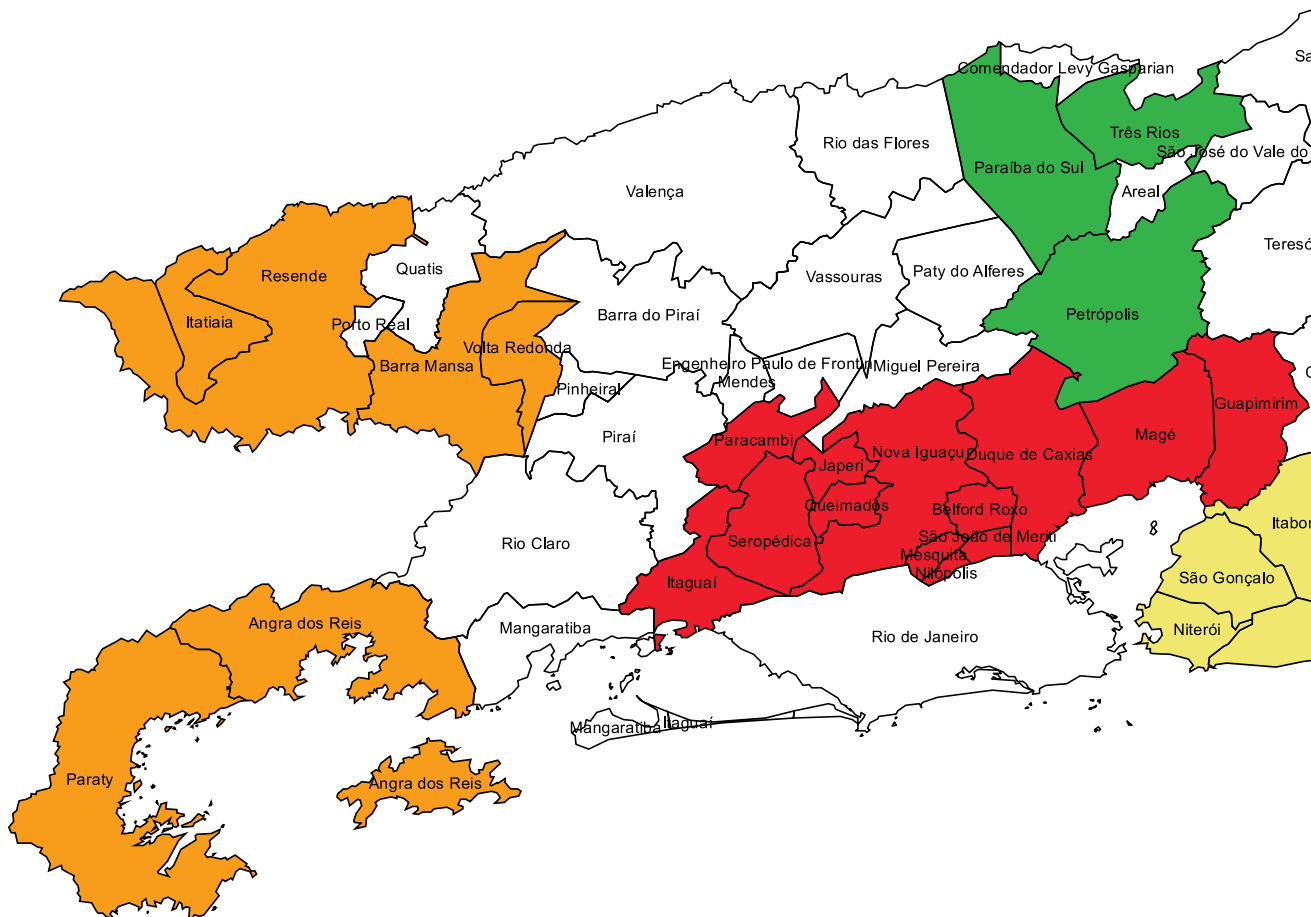 Sa
Comendador Levy Gasparian
Três Rios
Rio das Flores
São José do Vale do
Paraíba do Sul
Valença
Areal
Teresó
Quatis
Paty do Alferes
Resende
Vassouras
Petrópolis
Barra do Piraí
Itatiaia
Porto Real
Volta Redonda
Engenheiro Paulo de Frontin
Miguel Pereira
Barra Mansa
Mendes
Pinheiral
Guapimirim
Piraí
Paracambi
Magé
Nova Iguaçu
Duque de Caxias
Japeri
Queimados
Belford Roxo
Itabor
São João de Meriti
Rio Claro
Seropédica
Mesquita
Nilópolis
São Gonçalo
Itaguaí
Angra dos Reis
Mangaratiba
Niterói
Rio de Janeiro
Mangaratiba
Itaguaí
Paraty
Angra dos Reis